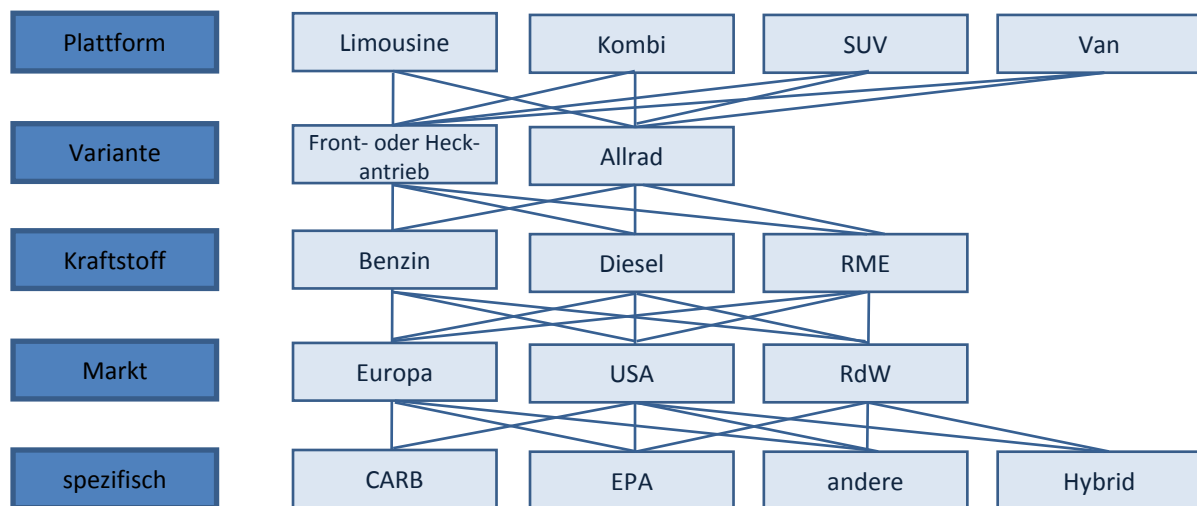 Plattform
Limousine
Kombi
SUV
Van
Variante
Front- oder Heck-
antrieb
Allrad
Kraftstoff
Benzin
Diesel
RME
Markt
Europa
USA
RdW
spezifisch
CARB
EPA
andere
Hybrid